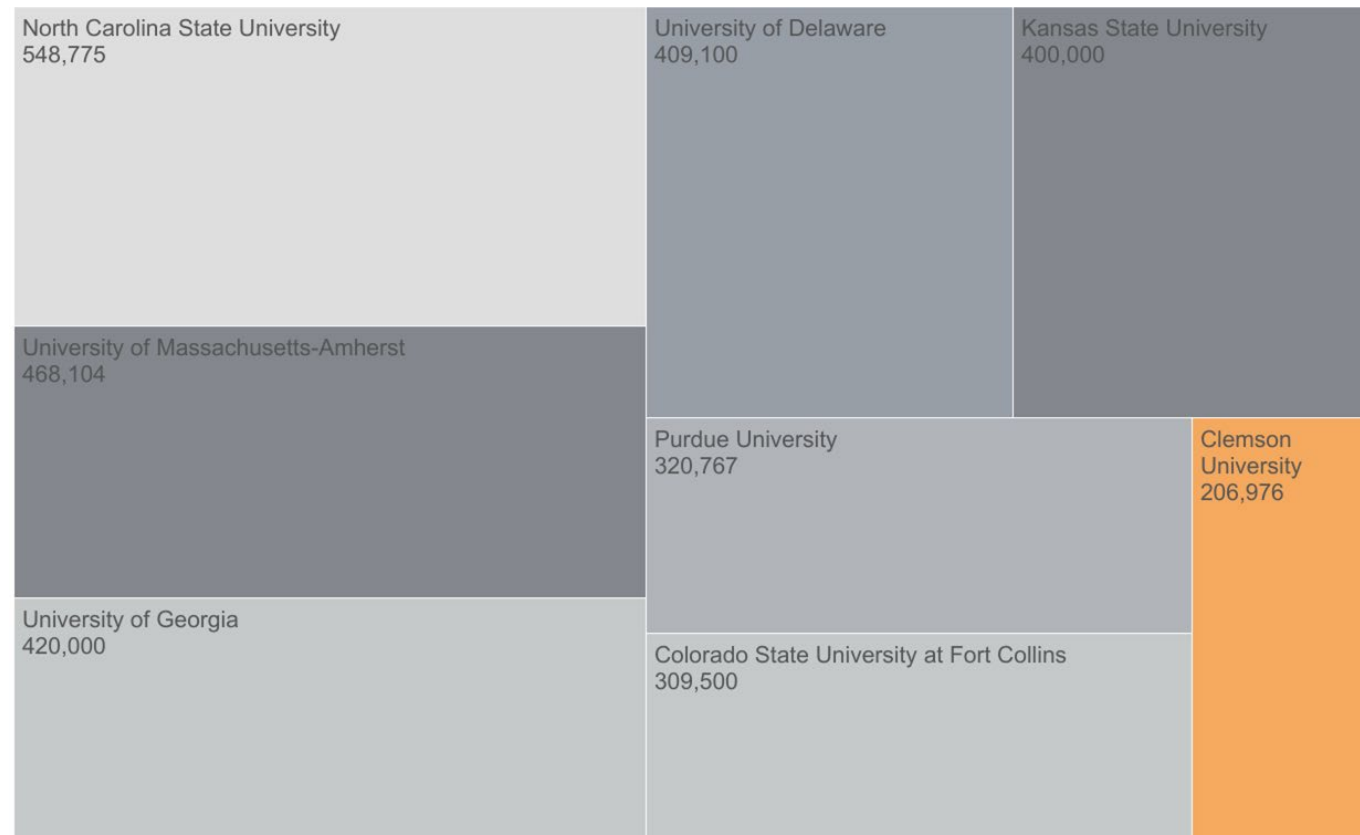 North Carolina State University
548,775
University of Delaware
409,100
Kansas State University
400,000
University of Massachusetts-Amherst
468,104
Purdue University
320,767
Clemson
University
206,976
University of Georgia
420,000
Colorado State University at Fort Collins
309,500